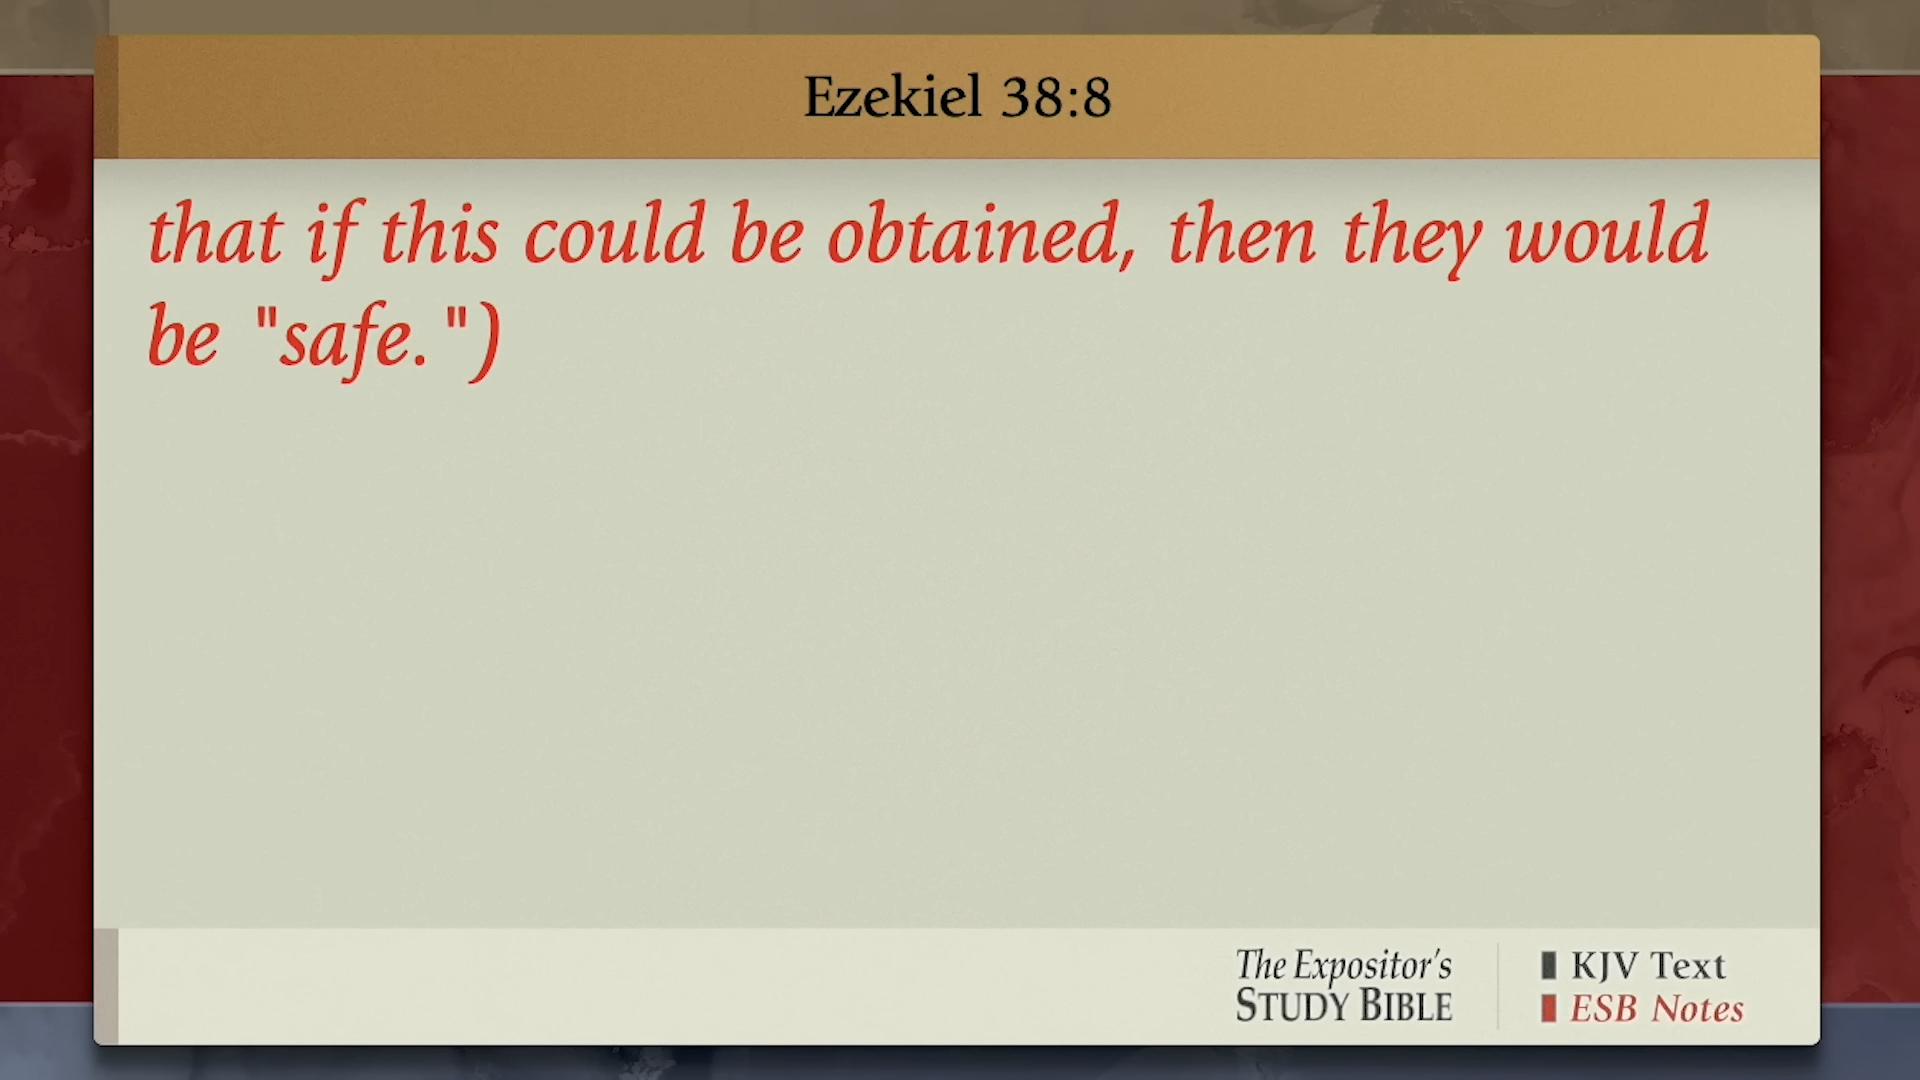 Ezekiel 38:8
that if this could be obtained, then they would
be "safe.")
The Expositor's
STUDY BIBLE
KJV Text
ESB Notes